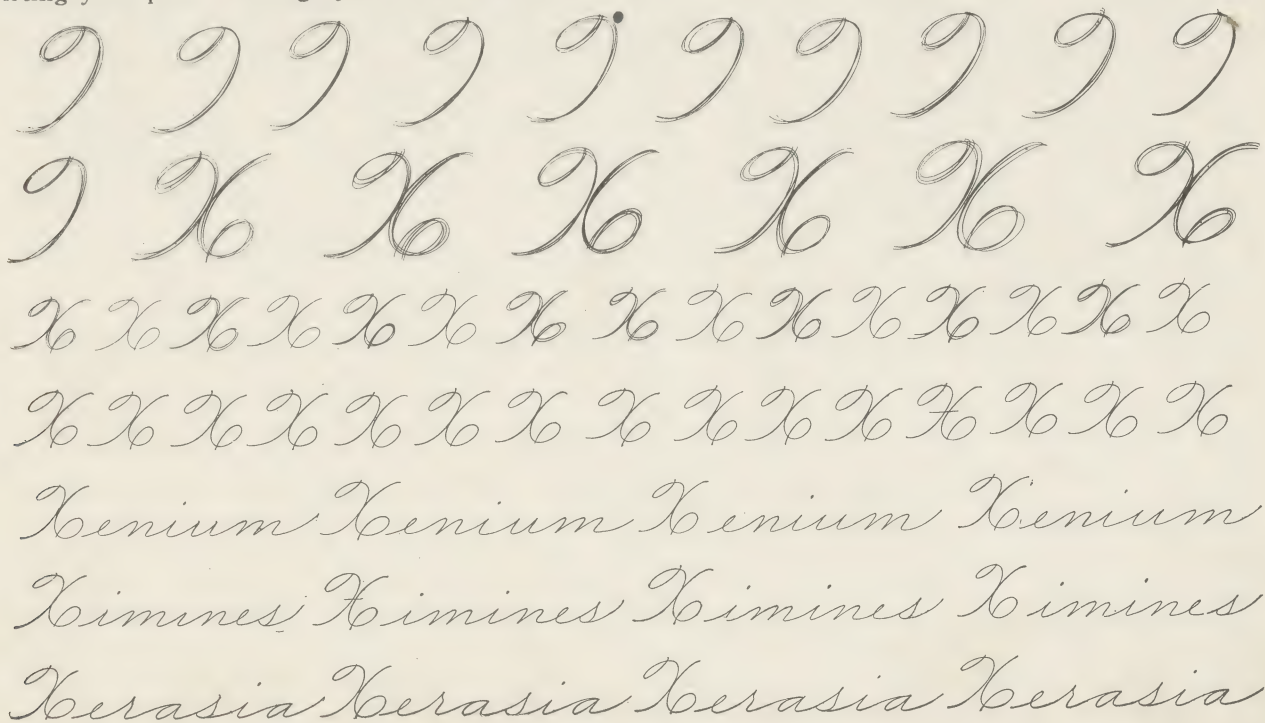 X X X X X X
X X X X X X X X X X X X X X X
X X X X X X X X X X X X X X X
Xenium Xenium Xenium Xenium
Ximines Ximines Ximines Ximines
Xerasia Xerasia Xerasia Xerasia